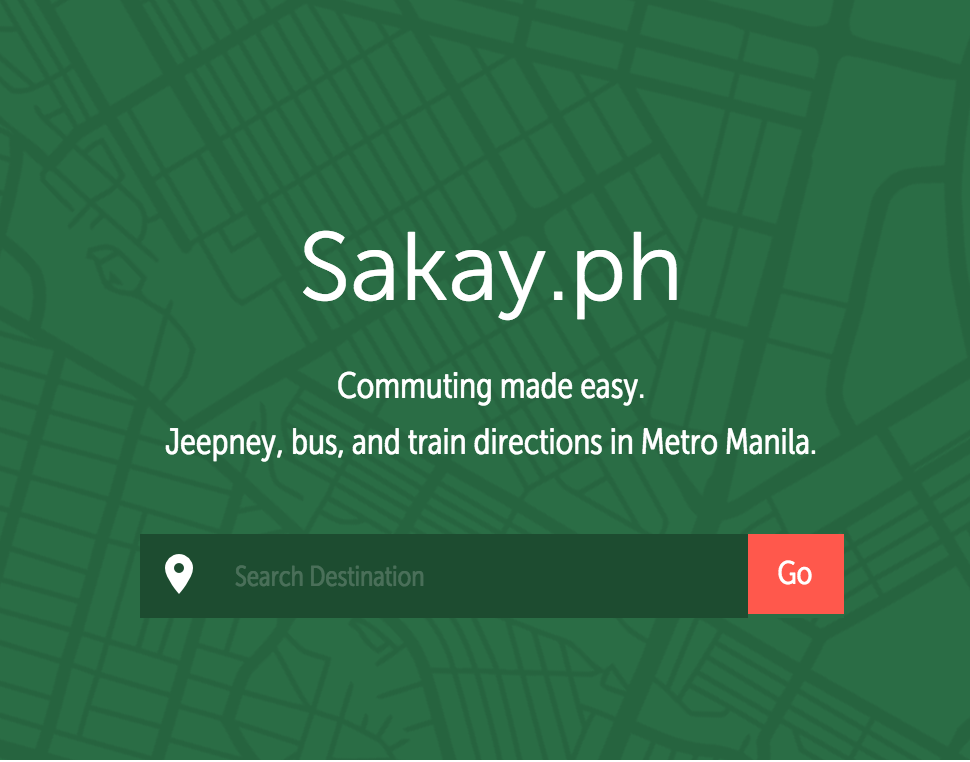 Sakay.ph
Commuting made easy.
Jeepney, bus, and train directions in Metro Manila.
Search Destination
Go